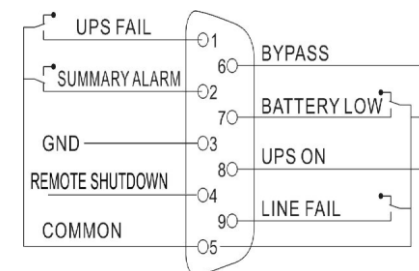 UPS FAIL
1
6
BYPASS
SUMMARY ALARM
2
7
BATTERY LOW
GND
3
8
UPS ON
REMOTE SHUTDOWN
4
9
LINE FAIL
COMMON
5